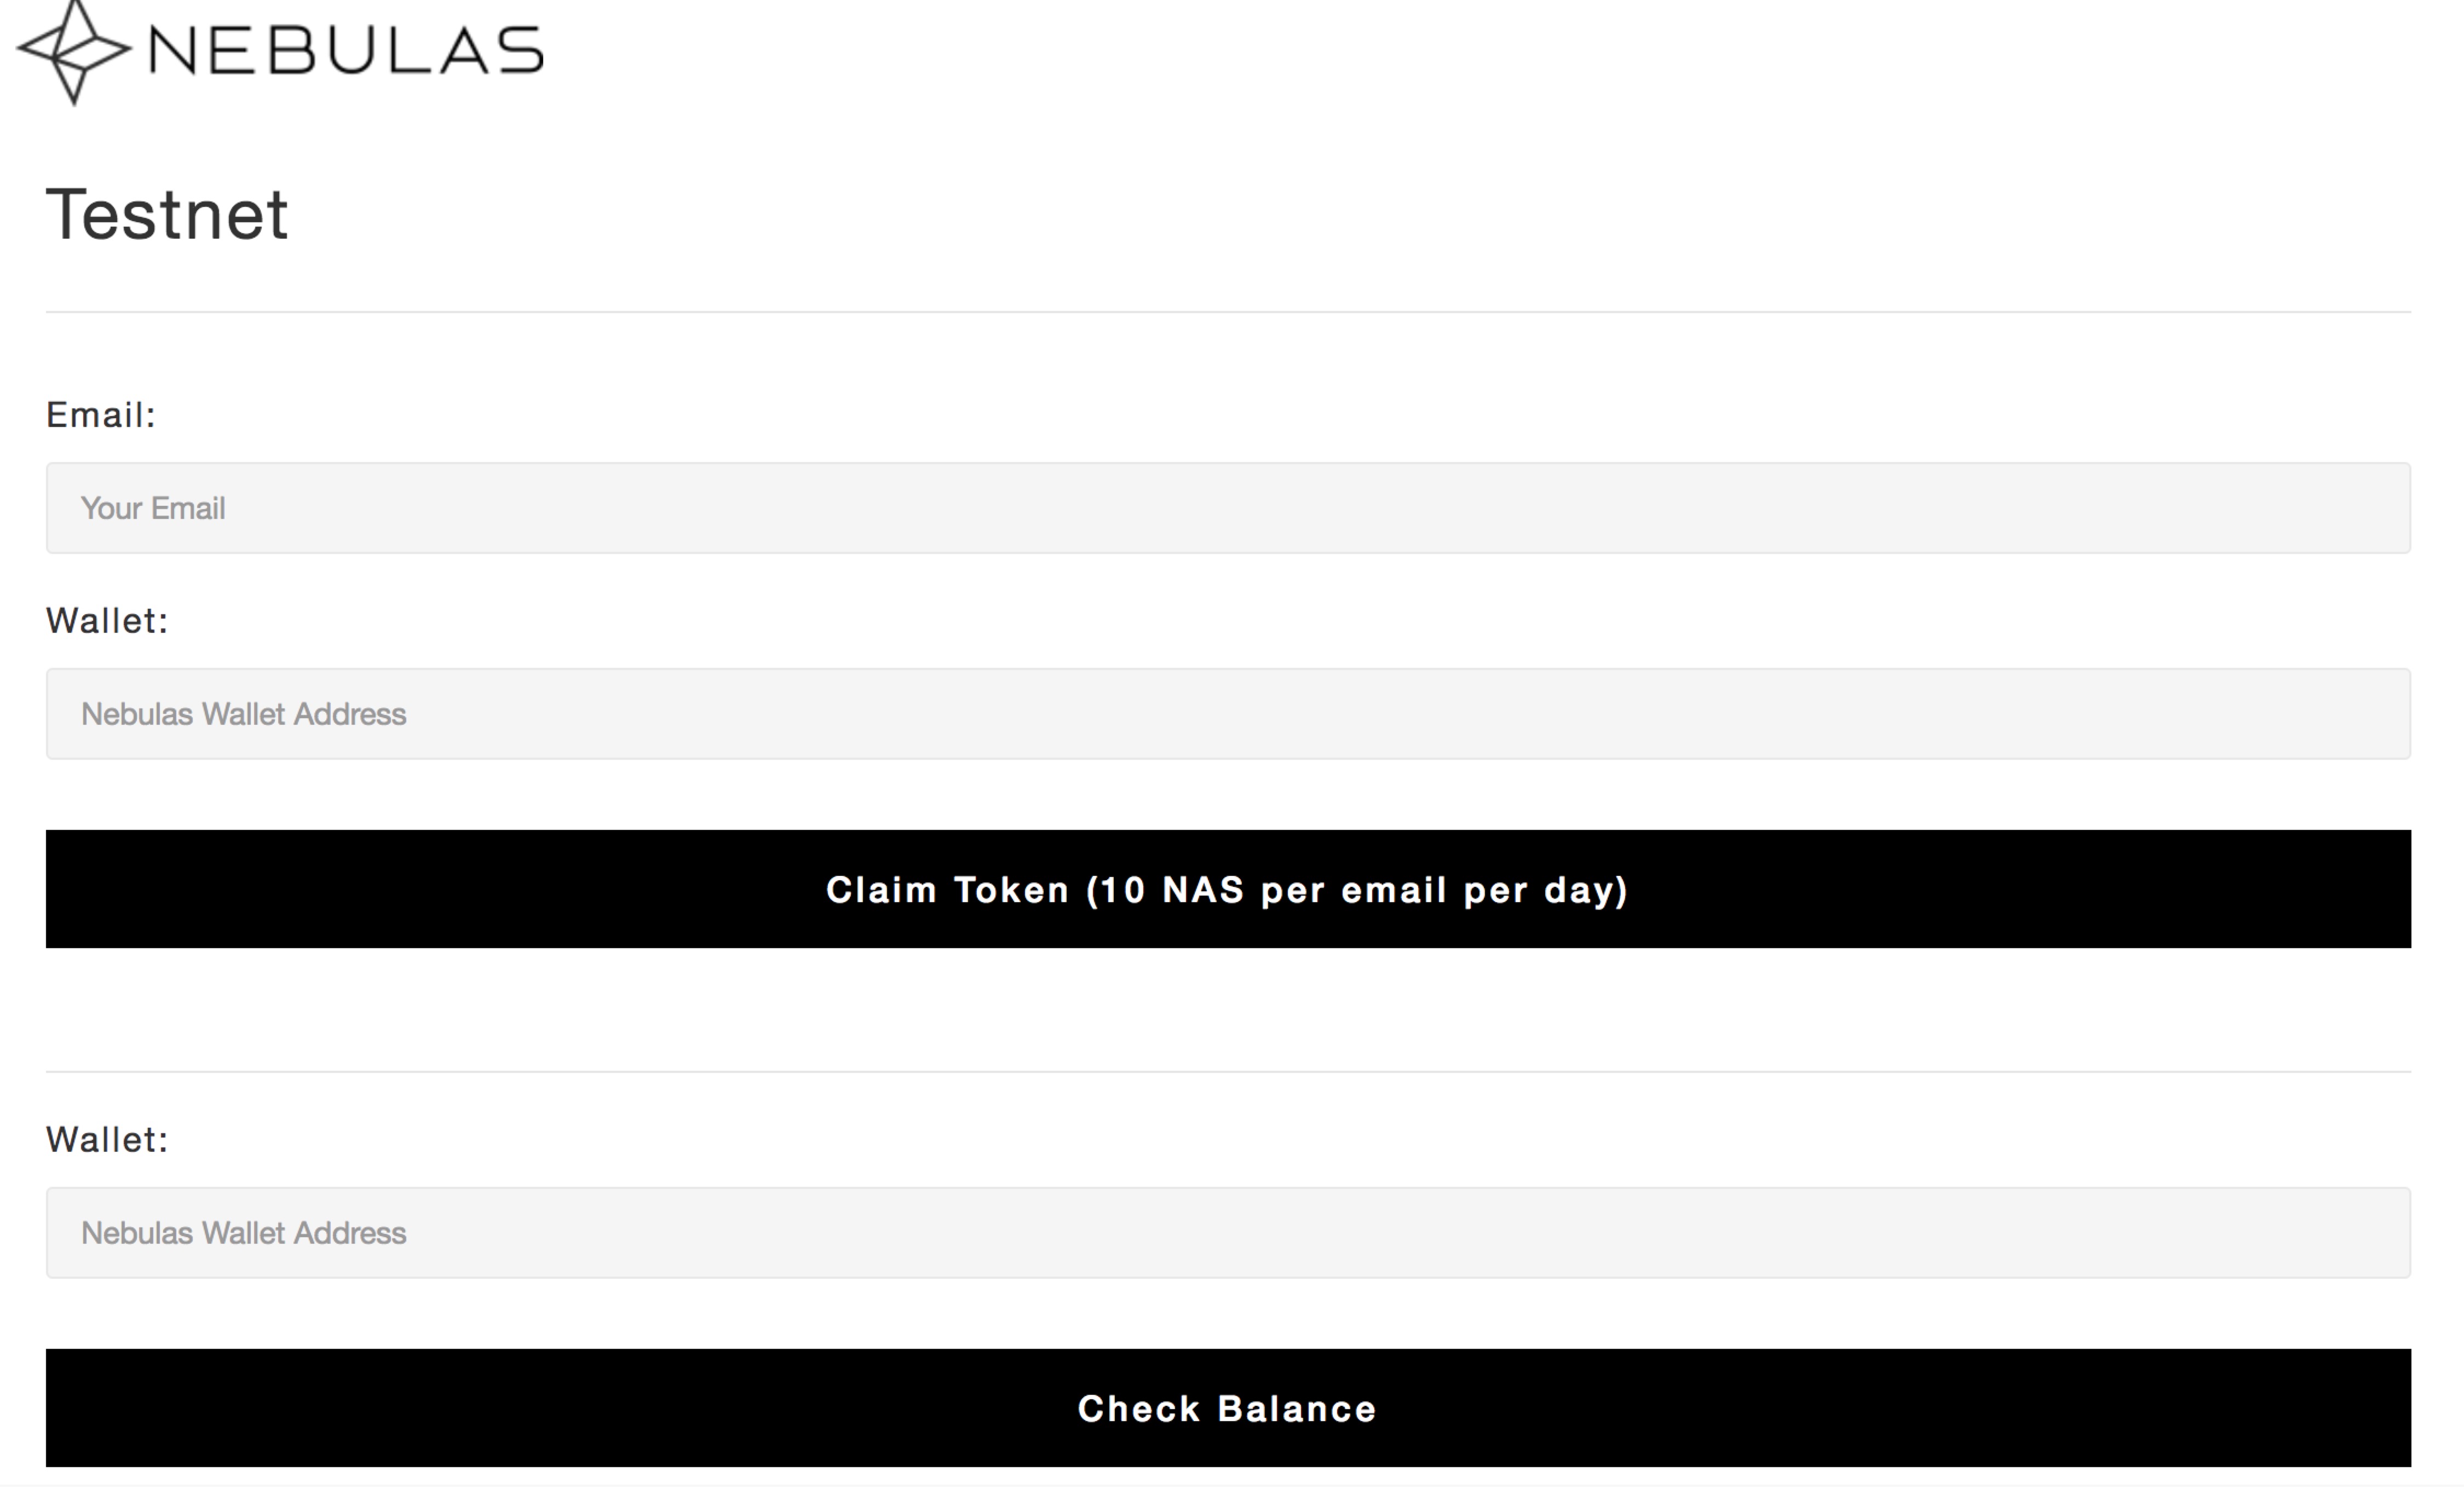 NEBULAS
Testnet
Email:
Your Email
Wallet:
Nebulas Wallet Address
Claim Token (10 NAS per email per day)
Wallet:
Nebulas Wallet Address
Check Balance